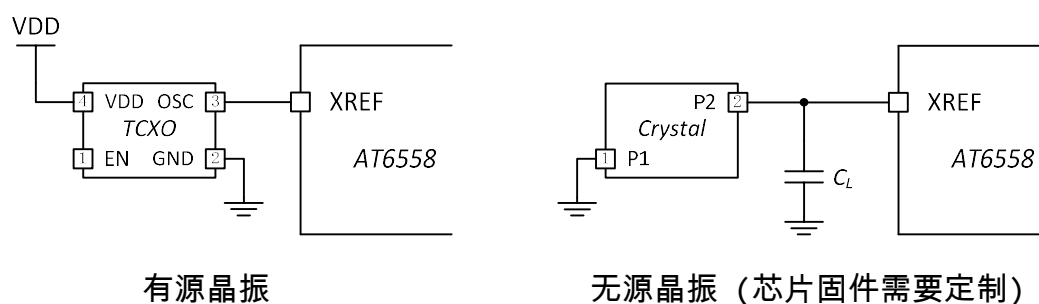 VDD
4 VDD OSC 3
TCXO
1 EN GND 2
XREF
AT6558
P2 2
Crystal
1 P1
C_L
XREF
AT6558
有源晶振
无源晶振（芯片固件需要定制）